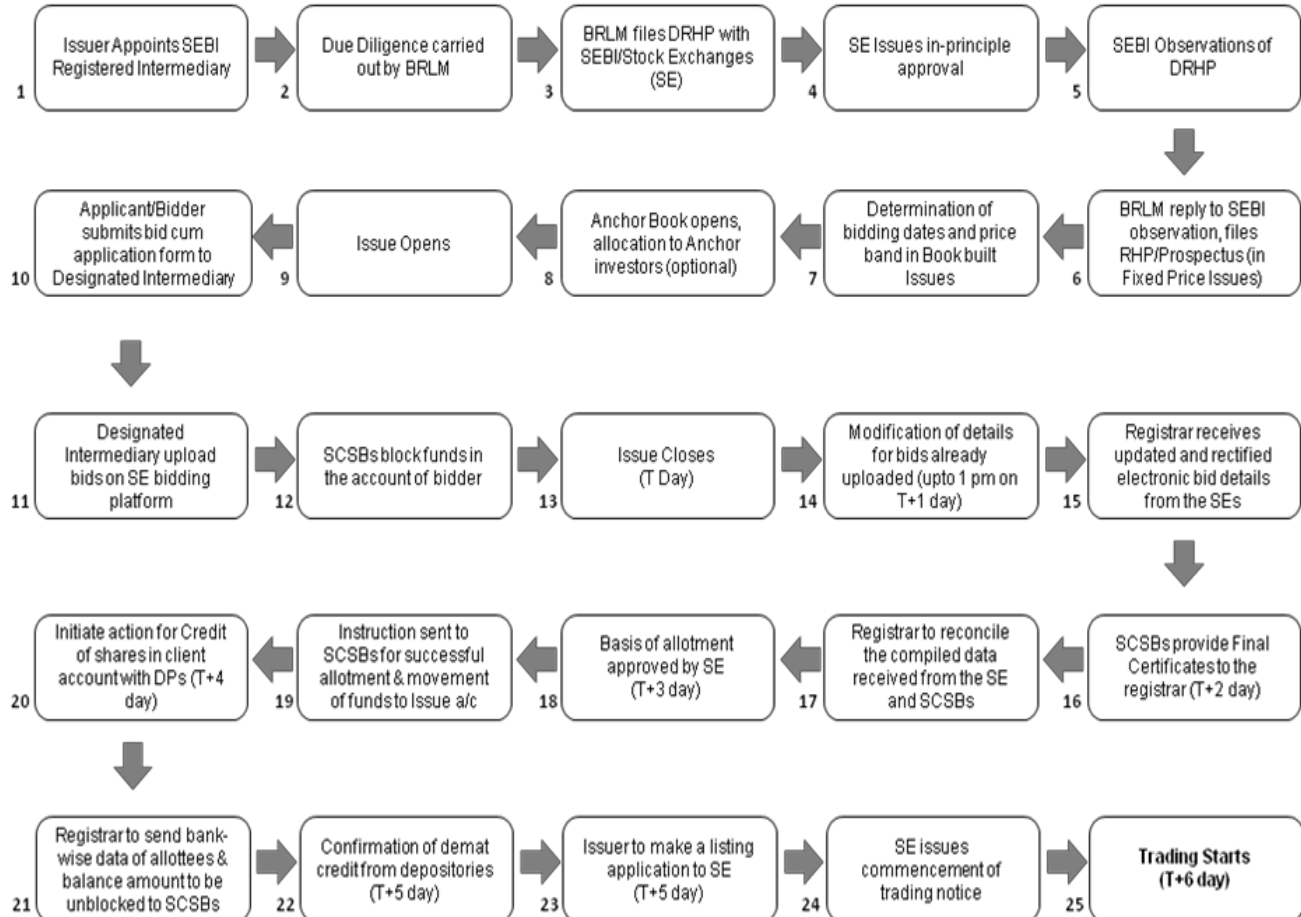 1
Issuer Appoints SEBI
Registered Intermediary
2
Due Diligence carried
out by BRLM
3
BRLM files DRHP with
SEBI/Stock Exchanges
(SE)
4
SE Issues in-principle
approval
5
SEBI Observations of
DRHP
6
BRLM reply to SEBI
observation, files
RHP/Prospectus (in
Fixed Price Issues)
7
Determination of
bidding dates and price
band in Book built
Issues
8
Anchor Book opens,
allocation to Anchor
investors (optional)
9
Issue Opens
10
Applicant/Bidder
submits bid cum
application form to
Designated Intermediary
11
Designated
Intermediary upload
bids on SE bidding
platform
12
SCSBs block funds in
the account of bidder
13
Issue Closes
(T Day)
14
Modification of details
for bids already
uploaded (upto 1 pm on
T+1 day)
15
Registrar receives
updated and rectified
electronic bid details
from the SEs
16
SCSBs provide Final
Certificates to the
registrar (T+2 day)
17
Registrar to reconcile
the compiled data
received from the SE
and SCSBs
18
Basis of allotment
approved by SE
(T+3 day)
19
Instruction sent to
SCSBs for successful
allotment & movement
of funds to Issue a/c
20
Initiate action for Credit
of shares in client
account with DPs (T+4
day)
21
Registrar to send bank-
wise data of allottees &
balance amount to be
unblocked to SCSBs
22
Confirmation of demat
credit from depositories
(T+5 day)
23
Issuer to make a listing
application to SE
(T+5 day)
24
SE issues
commencement of
trading notice
25
Trading Starts
(T+6 day)